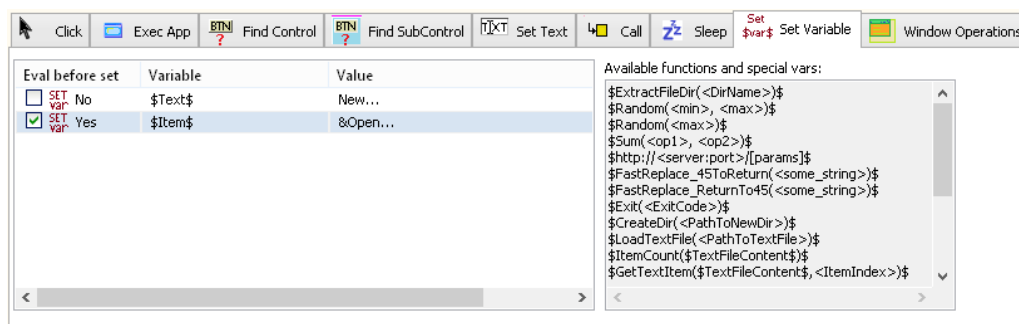 Click Exec App BTN ? Find Control BTN ? Find SubControl TIXT Set Text Call zZz Sleep Set $var$ Set Variable Window Operations
Eval before set Variable Value
SET var No $Text$ New...
SET var Yes $Item$ &Open...
Available functions and special vars:
$ExtractFileDir(<DirName>)$
$Random(<min>, <max>)$
$Random(<max>)$
$Sum(<op1>, <op2>)$
$http://<server:port>/[params]$
$FastReplace_45ToReturn(<some_string>)$
$FastReplace_ReturnTo45(<some_string>)$
$Exit(<ExitCode>)$
$CreateDir(<PathToNewDir>)$
$LoadTextFile(<PathToTextFile>)$
$ItemCount($TextFileContent$)$
$GetTextItem($TextFileContent$,<ItemIndex>)$